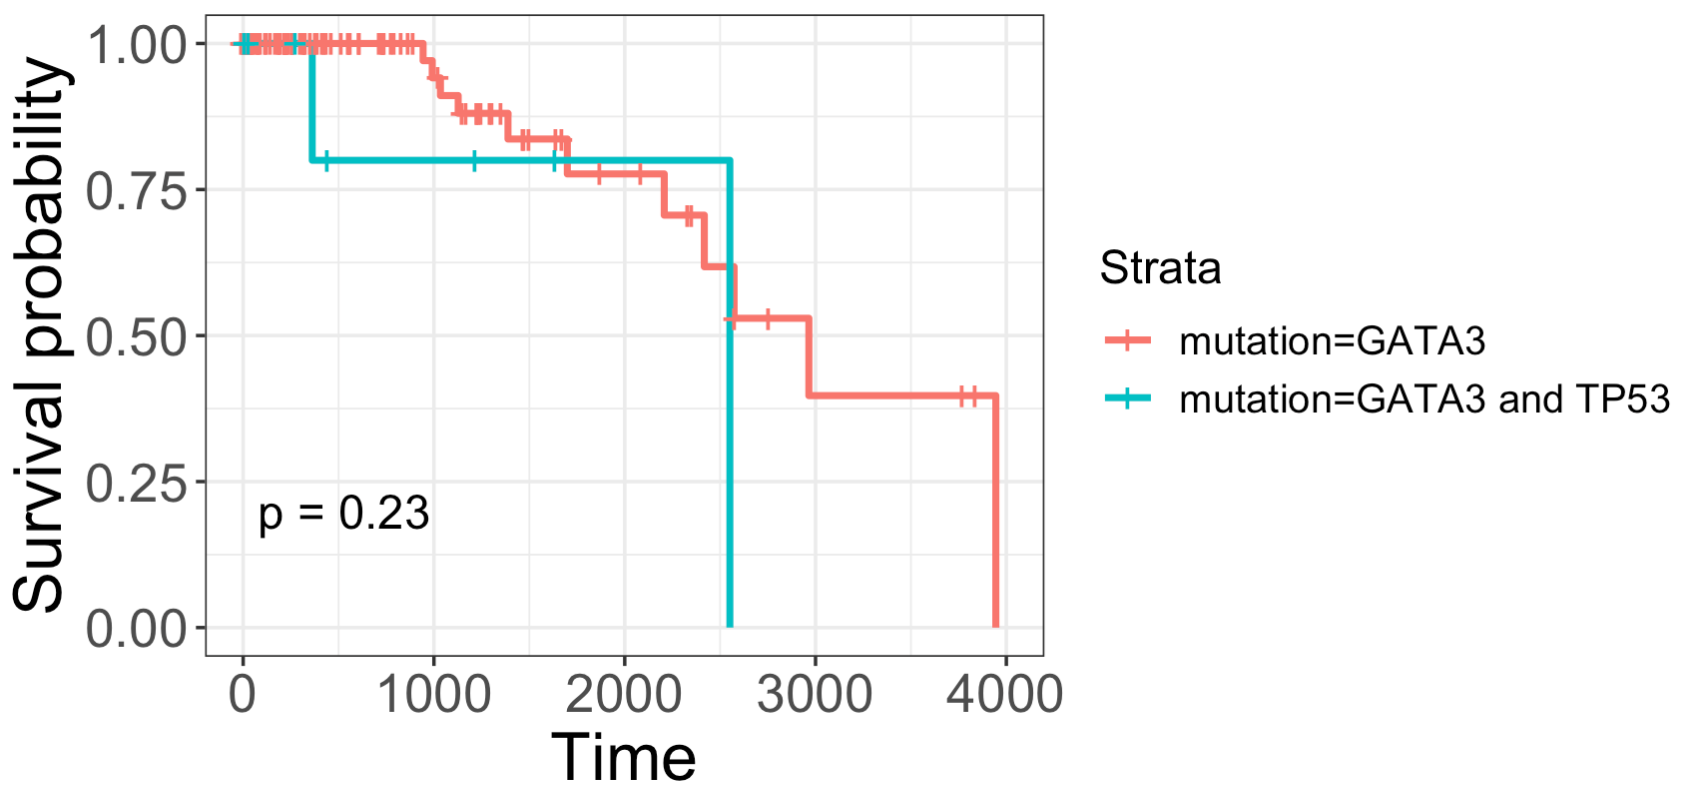 Survival probability
1.00
0.75
0.50
0.25
0.00
p = 0.23
0 1000 2000 3000 4000
Time
Strata
mutation=GATA3
mutation=GATA3 and TP53